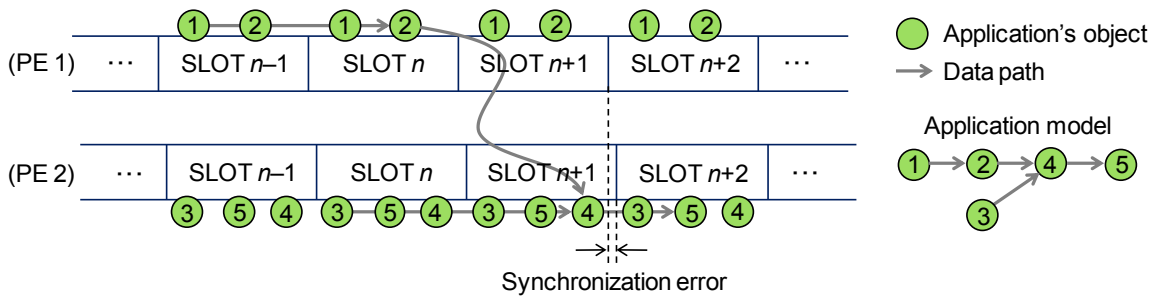 1 2 1 2 1 2 1 2
(PE 1) ··· SLOT n–1 SLOT n SLOT n+1 SLOT n+2 ···
(PE 2) ··· SLOT n–1 SLOT n SLOT n+1 SLOT n+2 ···
3 5 4 3 5 4 3 5 4 3 5 4
Synchronization error
Application's object
Data path
Application model
1 2 4 5
3